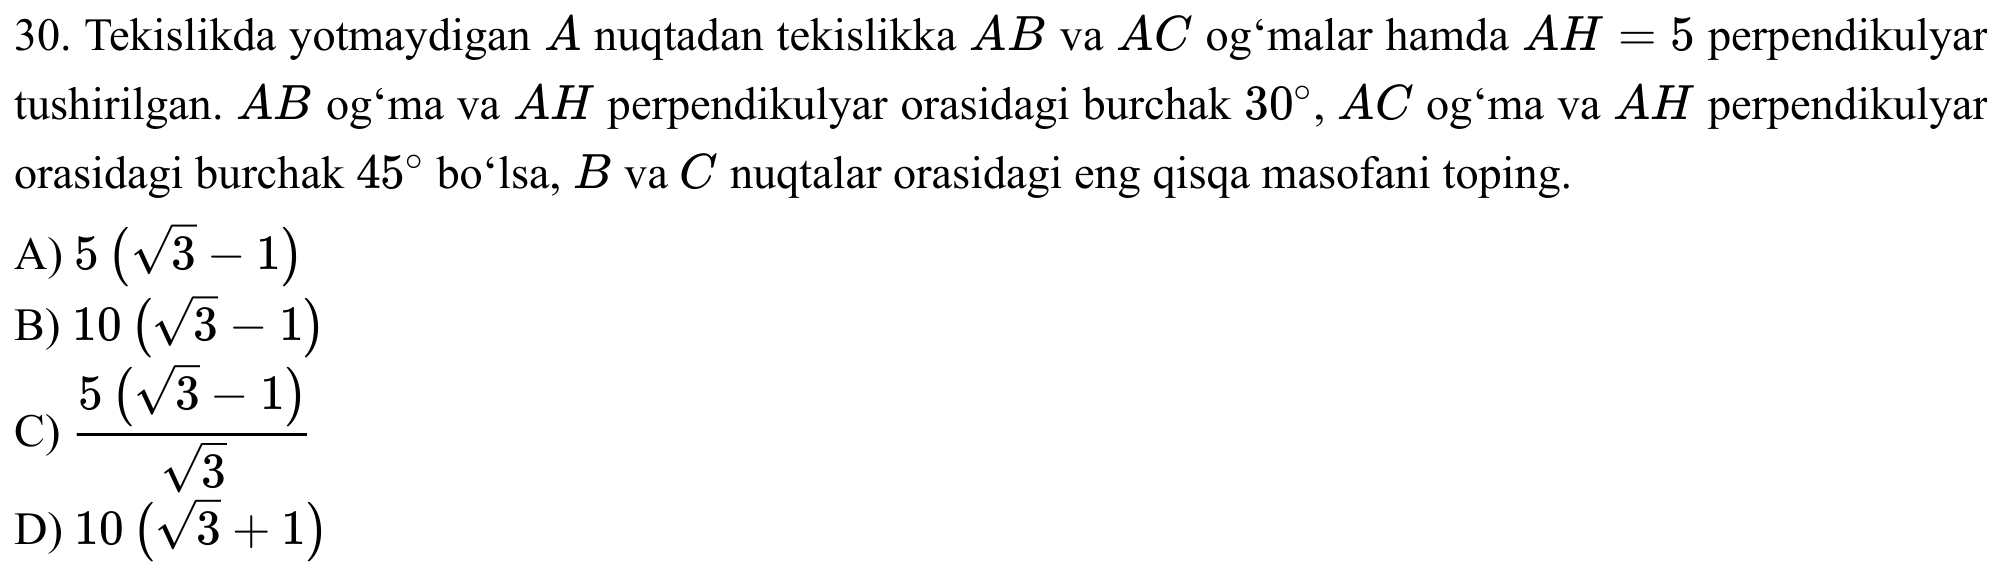 30. Tekislikda yotmaydigan A nuqtadan tekislikka AB va AC og‘malar hamda AH = 5 perpendikulyar
tushirilgan. AB og‘ma va AH perpendikulyar orasidagi burchak 30°, AC og‘ma va AH perpendikulyar
orasidagi burchak 45° bo‘lsa, B va C nuqtalar orasidagi eng qisqa masofani toping.
A) 5 (√3 − 1)
B) 10 (√3 − 1)
C) \frac{5 (√3 − 1)}{√3}
D) 10 (√3 + 1)